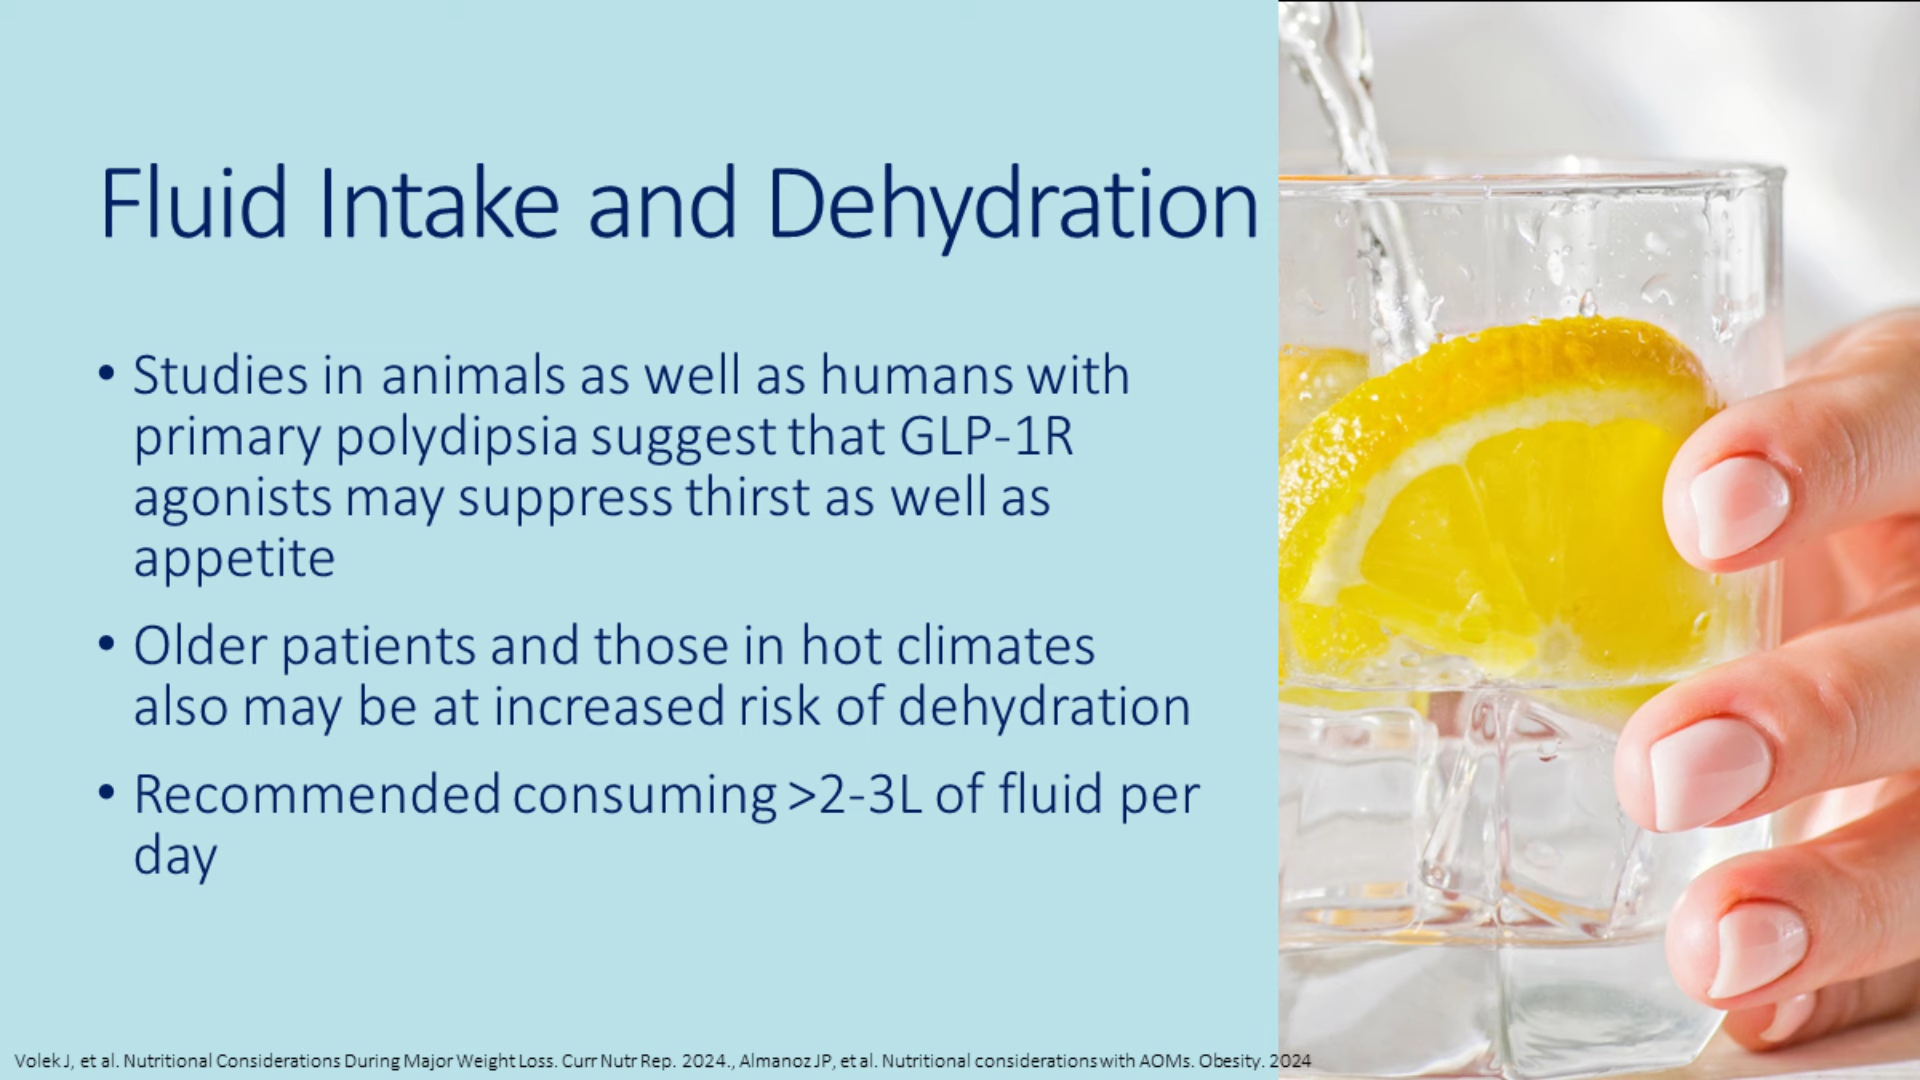 Fluid Intake and Dehydration
• Studies in animals as well as humans with
primary polydipsia suggest that GLP-1R
agonists may suppress thirst as well as
appetite
• Older patients and those in hot climates
also may be at increased risk of dehydration
• Recommended consuming >2-3L of fluid per
day
Volek J, et al. Nutritional Considerations During Major Weight Loss. Curr Nutr Rep. 2024., Almanoz JP, et al. Nutritional considerations with AOMs. Obesity. 2024